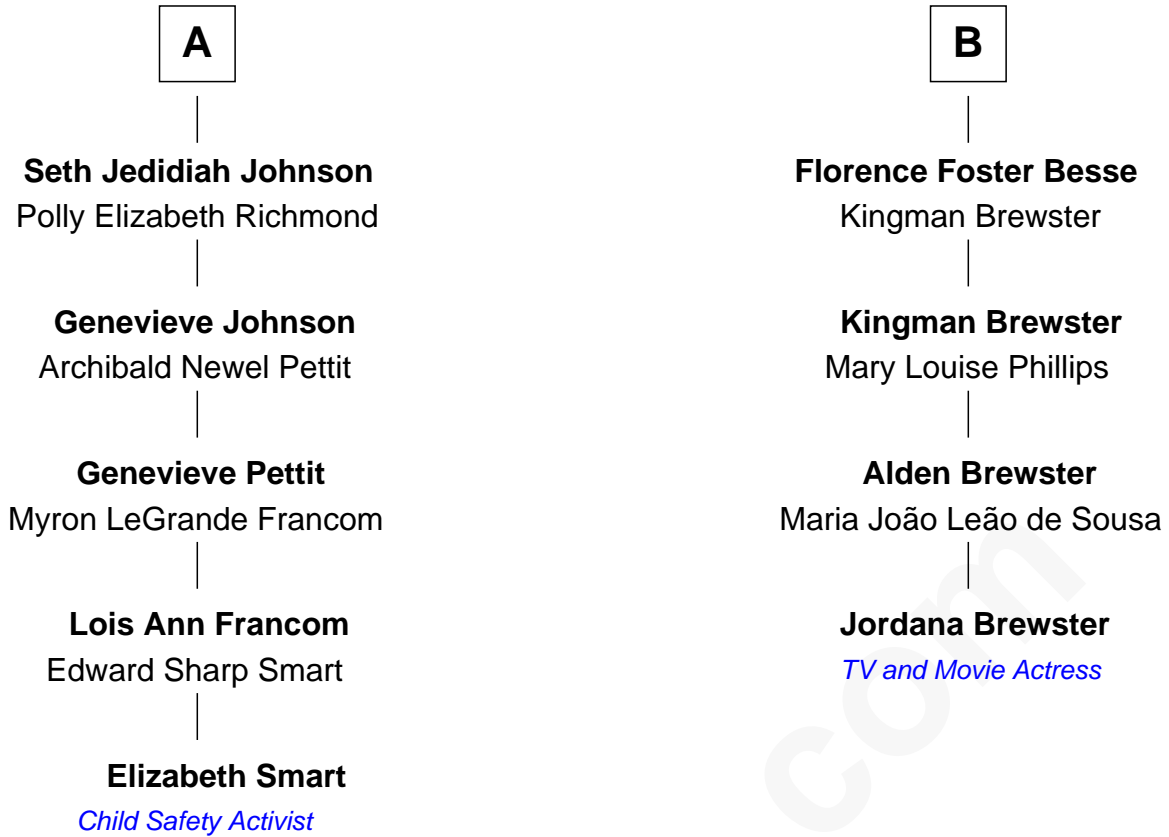 A
Seth Jedidiah Johnson
Polly Elizabeth Richmond
Genevieve Johnson
Archibald Newel Pettit
Genevieve Pettit
Myron LeGrande Francom
Lois Ann Francom
Edward Sharp Smart
Elizabeth Smart
Child Safety Activist
B
Florence Foster Besse
Kingman Brewster
Kingman Brewster
Mary Louise Phillips
Alden Brewster
Maria João Leão de Sousa
Jordana Brewster
TV and Movie Actress
com